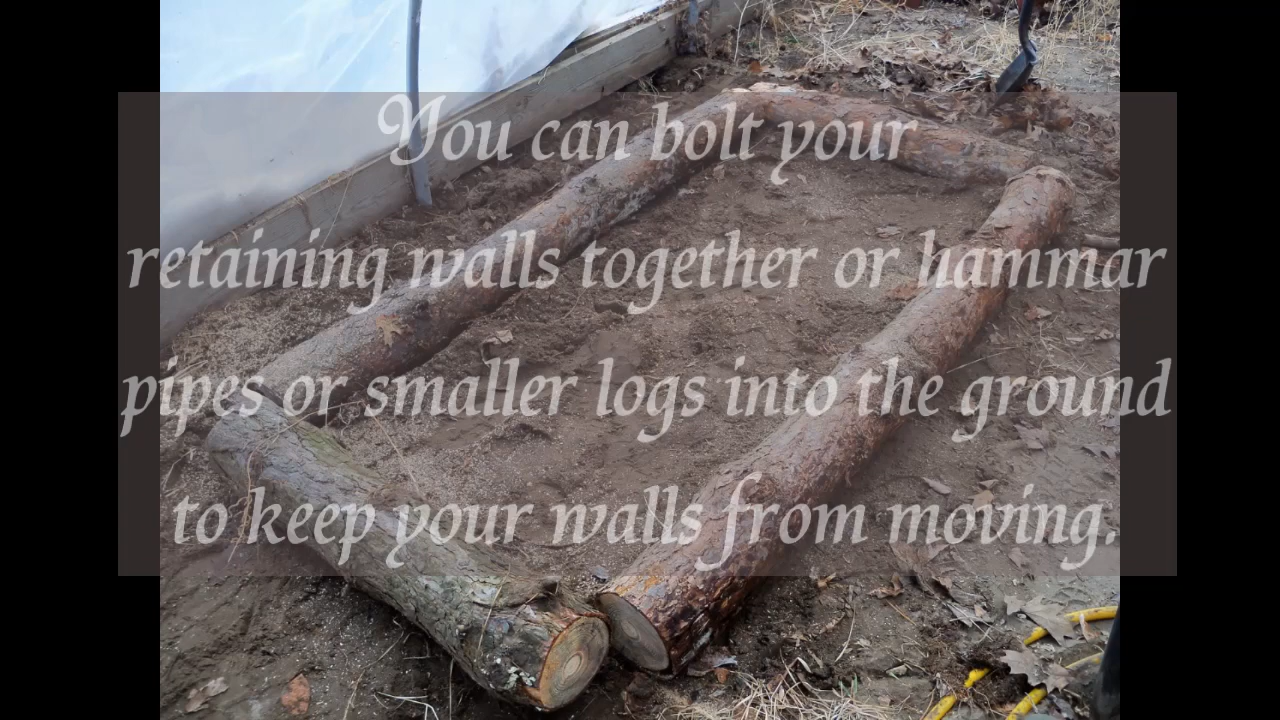 You can bolt your
retaining walls together or hammar
pipes or smaller logs into the ground
to keep your walls from moving.